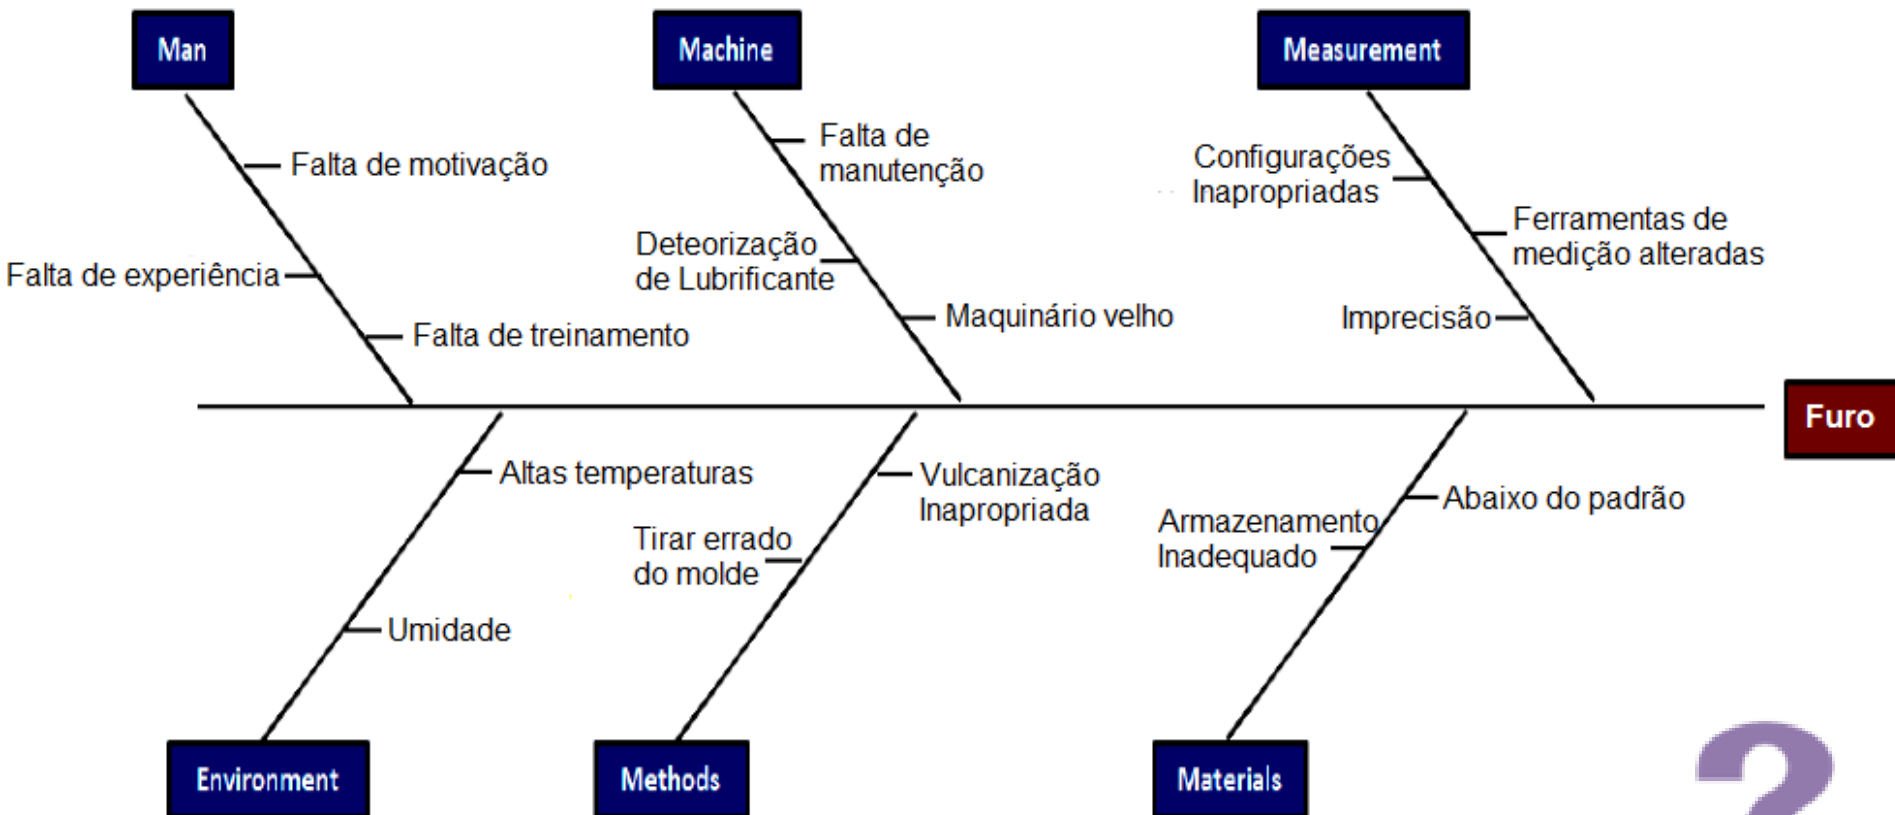 Man
Machine
Measurement
Falta de motivação
Falta de experiência
Falta de treinamento
Falta de
manutenção
Deteorização
de Lubrificante
Maquinário velho
Configurações
Inapropriadas
Ferramentas de
medição alteradas
Imprecisão
Furo
Altas temperaturas
Umidade
Vulcanização
Inapropriada
Tirar errado
do molde
Abaixo do padrão
Armazenamento
Inadequado
Environment
Methods
Materials
?